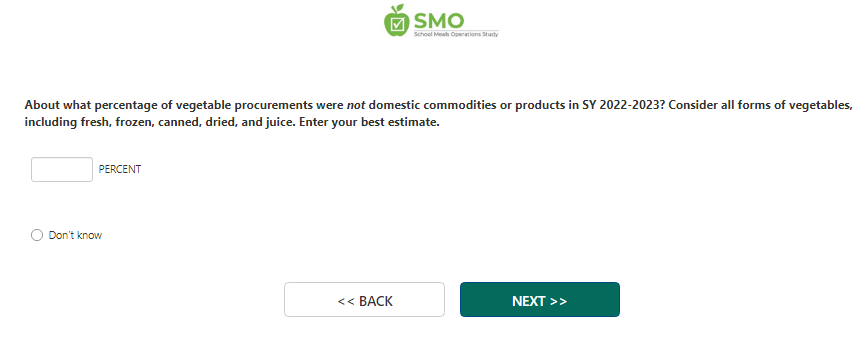 SMO
School Meals Operations Study
About what percentage of vegetable procurements were not domestic commodities or products in SY 2022-2023? Consider all forms of vegetables,
including fresh, frozen, canned, dried, and juice. Enter your best estimate.
PERCENT
Don't know
<< BACK
NEXT >>